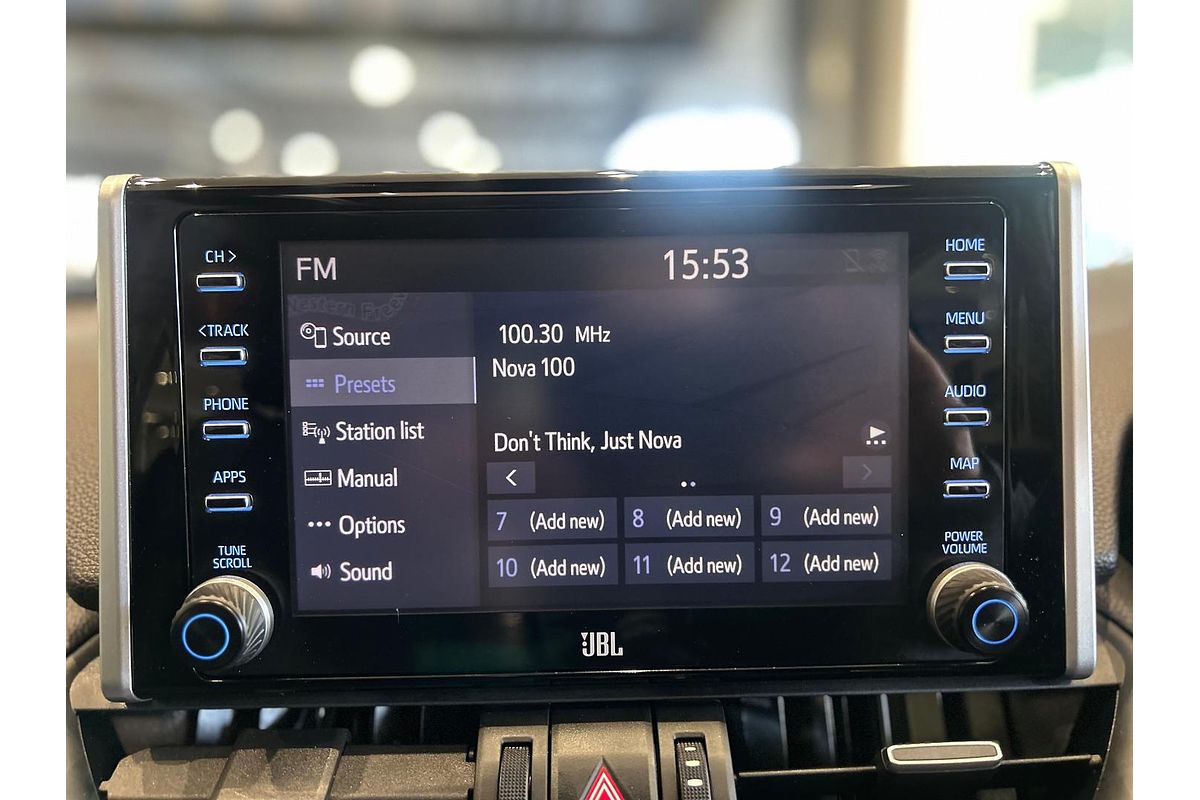 CH>
<TRACK
PHONE
APPS
TUNE
SCROLL
FM
15:53
Source
Presets
Station list
Manual
Options
Sound
100.30 MHz
Nova 100
Don't Think, Just Nova
7 (Add new) 8 (Add new) 9 (Add new)
10 (Add new) 11 (Add new) 12 (Add new)
HOME
MENU
AUDIO
MAP
POWER
VOLUME
JBL